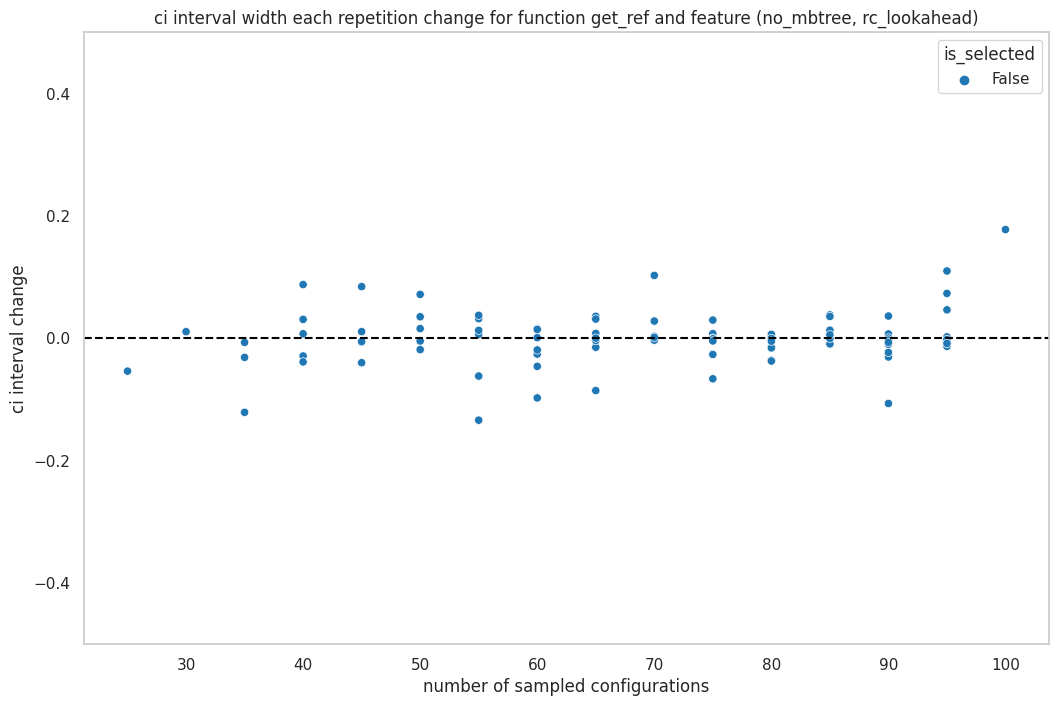 ci interval width each repetition change for function get_ref and feature (no_mbtree, rc_lookahead)
is_selected
False
ci interval change
0.4
0.2
0.0
−0.2
−0.4
30 40 50 60 70 80 90 100
number of sampled configurations